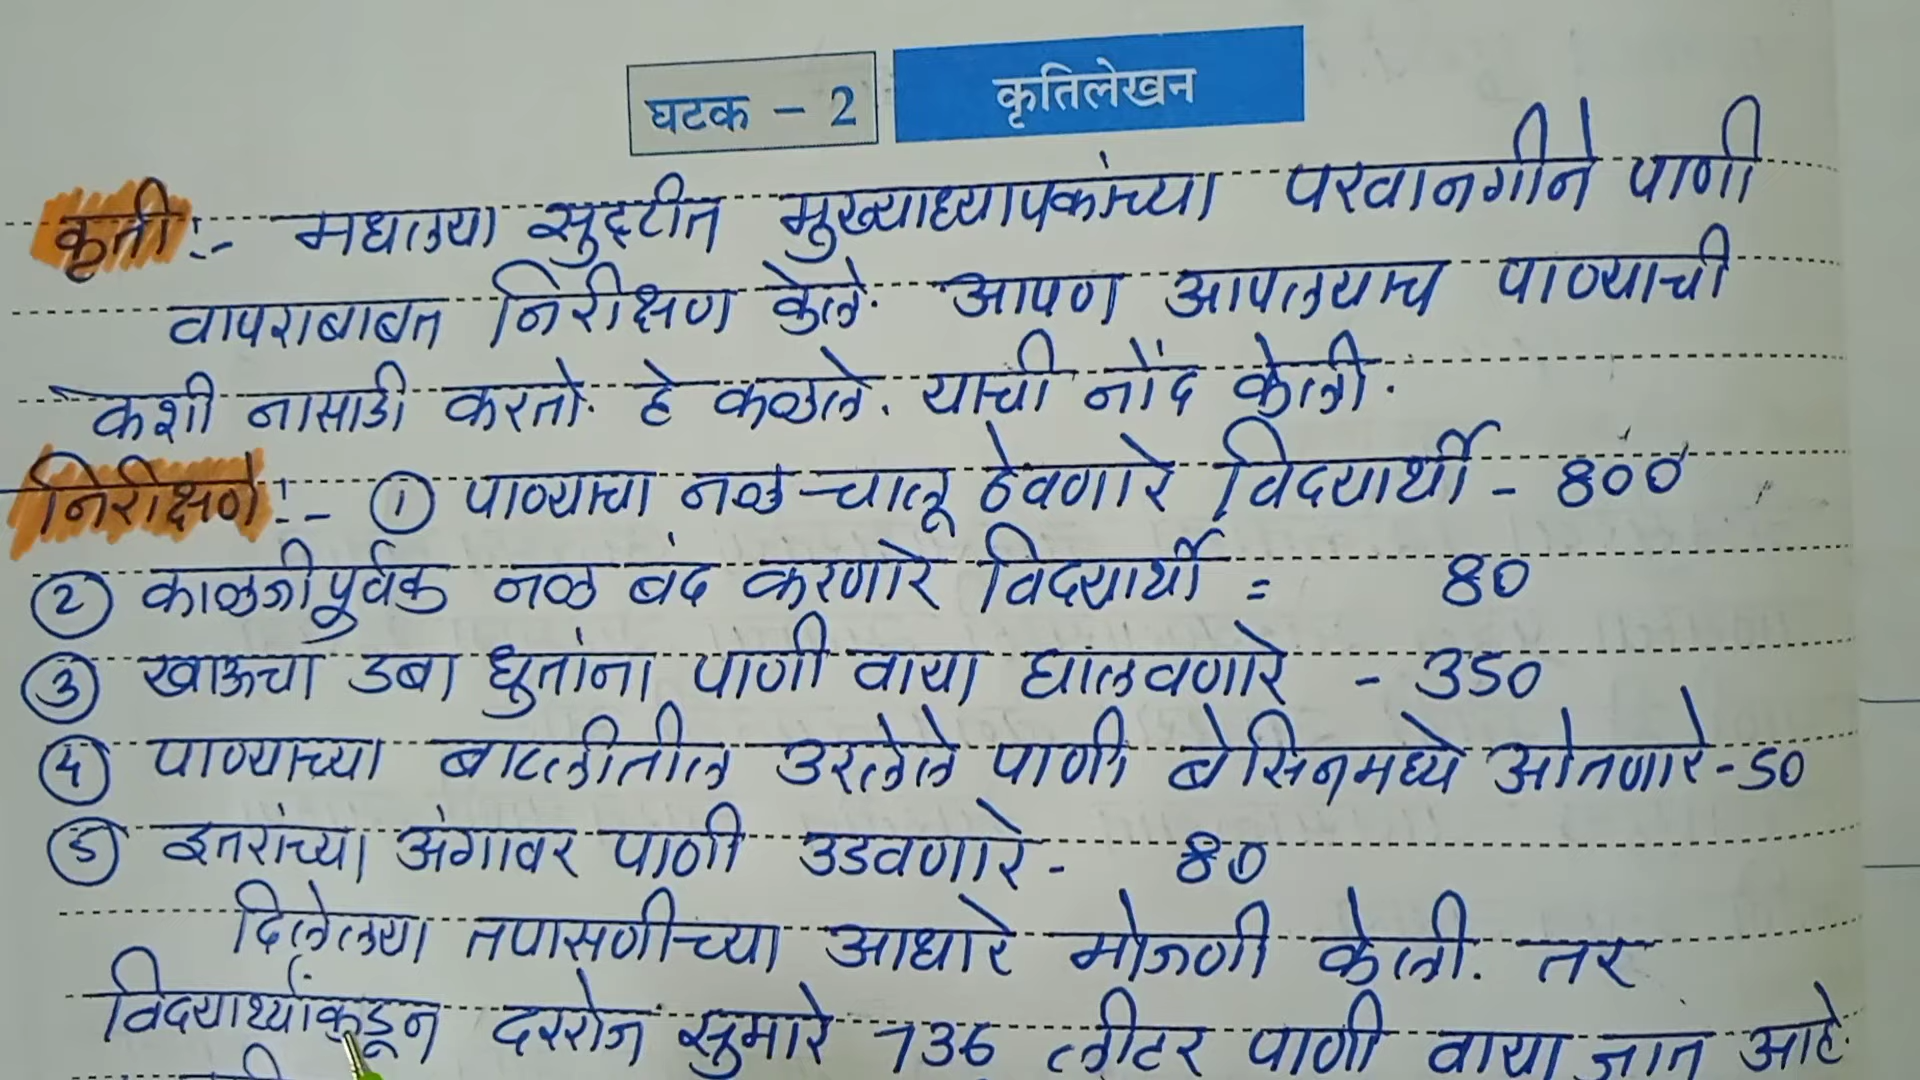 घटक - 2 कृतिलेखन
कृती :- मधल्या सुट्टीत मुख्याध्यापकांच्या परवानगीने पाणी
वापराबाबत निरीक्षण केले. आपण आपल्याच पाण्याची
कशी नासाडी करतो. हे कळले. याची नोंद केली.
निरीक्षणे :- ① पाण्याचा नळ चालू ठेवणारे विद्यार्थी - 800
② काळजीपूर्वक नळ बंद करणारे विद्यार्थी = 80
③ खाऊचा डबा धुतांना पाणी वाया घालवणारे - 350
④ पाण्याच्या बाटलीतील उरलेले पाणी बेसिनमध्ये ओतणारे - 50
⑤ इतरांच्या अंगावर पाणी उडवणारे - 80
दिलेल्या तपासणीच्या आधारे मोजणी केली. तर
विद्यार्थ्यांकडून दररोज सुमारे 736 लीटर पाणी वाया जात आहे.